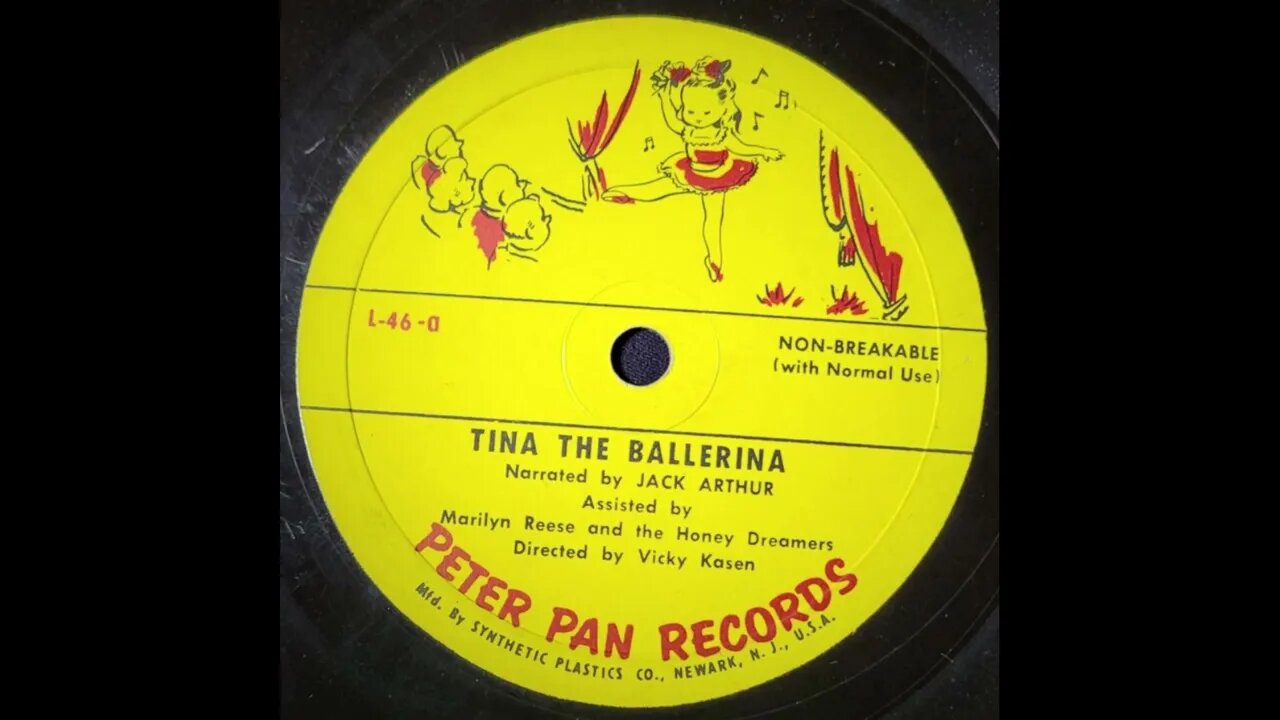 L-46-a
NON-BREAKABLE
(with Normal Use)
TINA THE BALLERINA
Narrated by JACK ARTHUR
Assisted by
Marilyn Reese and the Honey Dreamers
Directed by Vicky Kasen
PETER PAN RECORDS
Mfd. By SYNTHETIC PLASTICS CO., NEWARK, N. J., U.S.A.